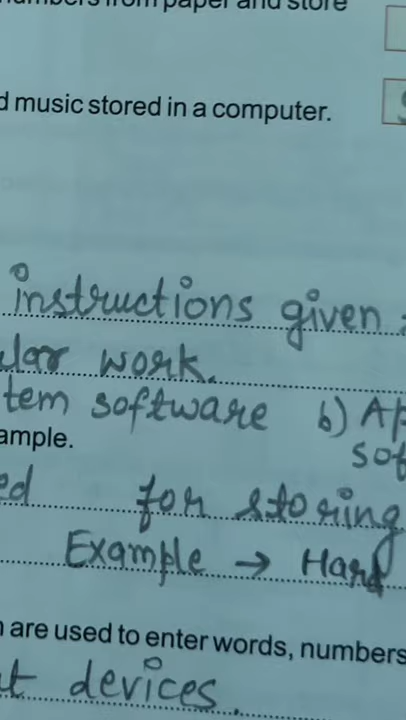 numbers from paper and store
d music stored in a computer.
instructions given
ular work.
tem software b) Ap
ample. sof
ed for storing
Example → Hard
are used to enter words, numbers
t devices.